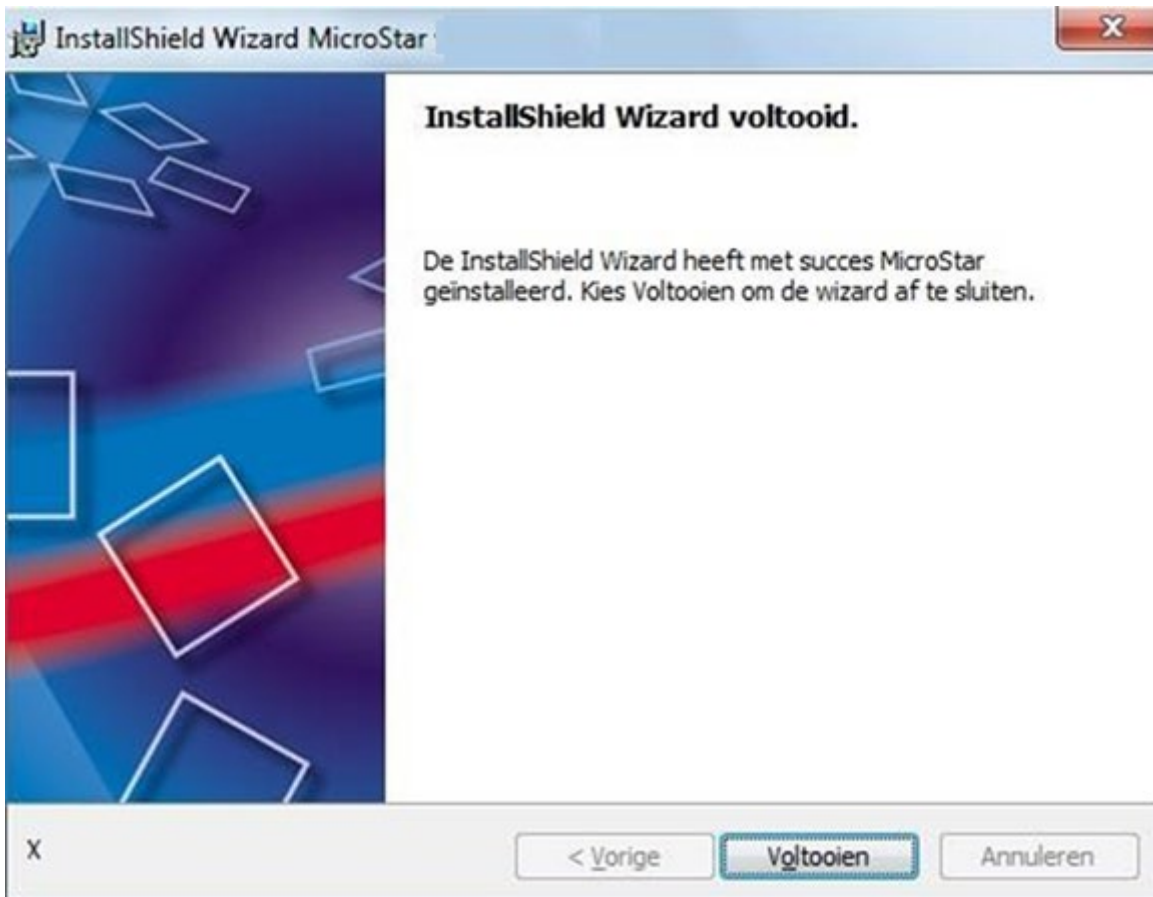 InstallShield Wizard MicroStar
InstallShield Wizard voltooid.
De InstallShield Wizard heeft met succes MicroStar
geïnstalleerd. Kies Voltooien om de wizard af te sluiten.
X
< Vorige
Voltooien
Annuleren